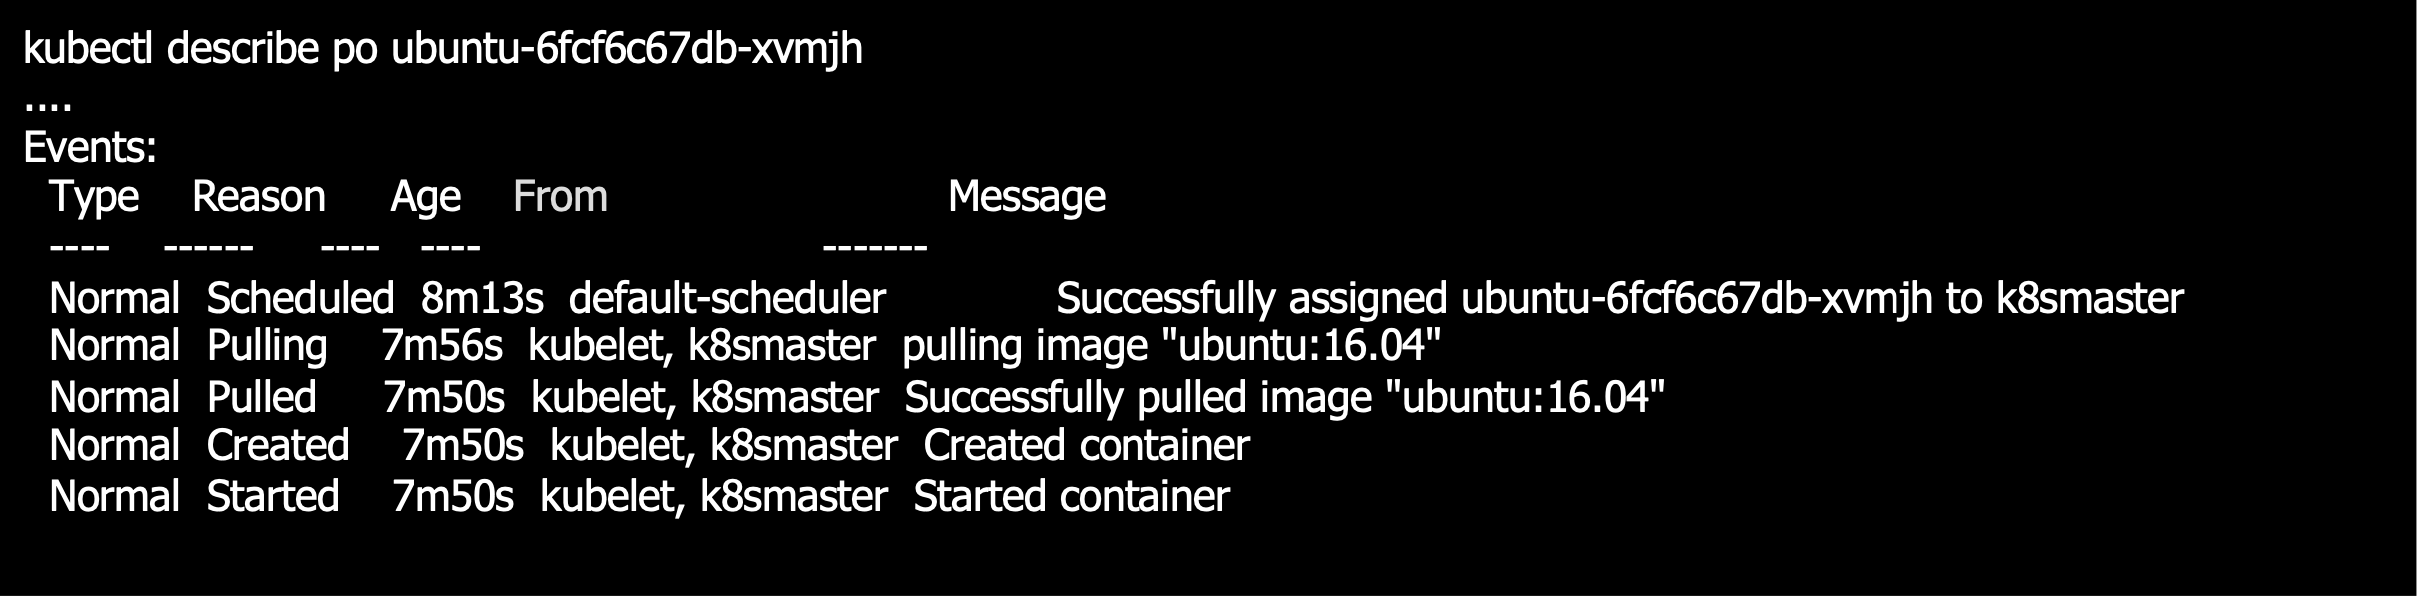 kubectl describe po ubuntu-6fcf6c67db-xvmjh
....
Events:
  Type    Reason     Age    From                          Message
  ----    ------     ----   ----                          -------
  Normal  Scheduled  8m13s  default-scheduler             Successfully assigned ubuntu-6fcf6c67db-xvmjh to k8smaster
  Normal  Pulling    7m56s  kubelet, k8smaster  pulling image "ubuntu:16.04"
  Normal  Pulled     7m50s  kubelet, k8smaster  Successfully pulled image "ubuntu:16.04"
  Normal  Created    7m50s  kubelet, k8smaster  Created container
  Normal  Started    7m50s  kubelet, k8smaster  Started container